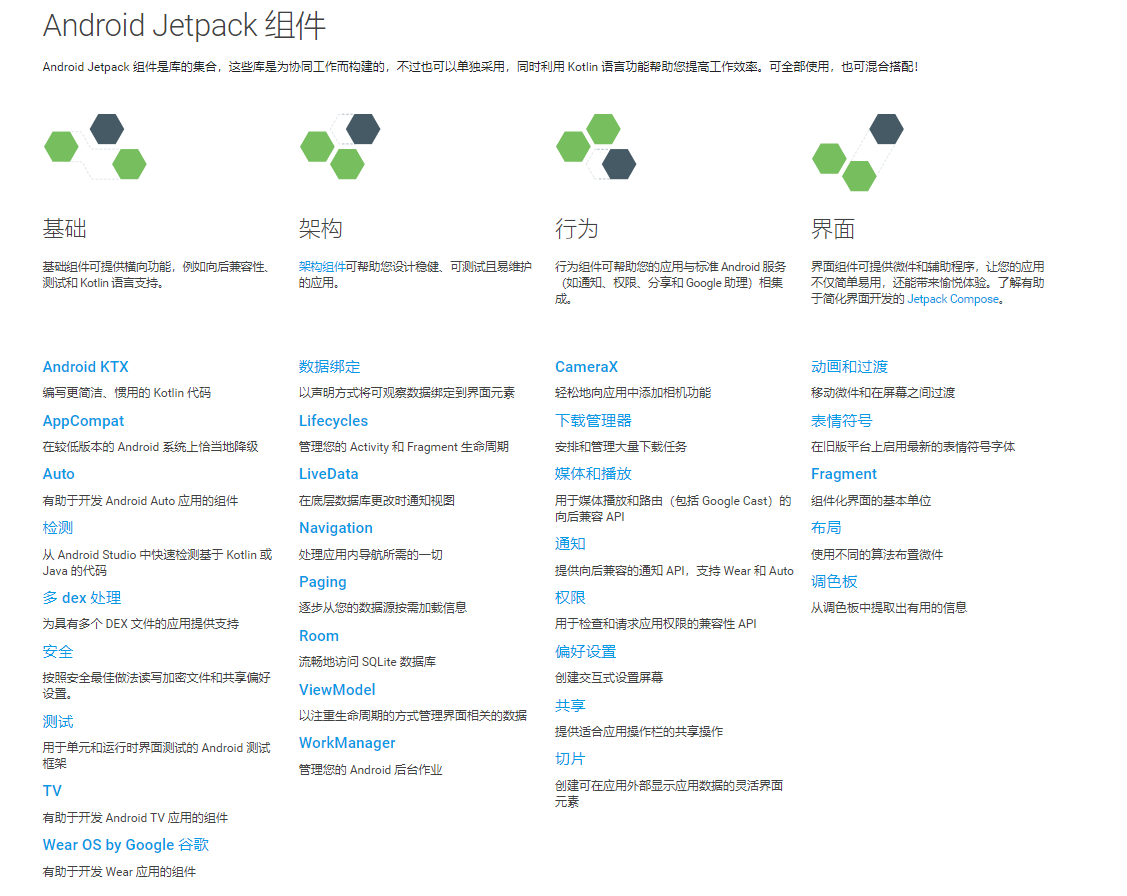 Android Jetpack 组件
Android Jetpack 组件是库的集合，这些库是为协同工作而构建的，不过也可以单独采用，同时利用 Kotlin 语言功能帮助您提高工作效率。可全部使用，也可混合搭配！
基础
基础组件可提供横向功能，例如向后兼容性、
测试和 Kotlin 语言支持。
Android KTX
编写更简洁、惯用的 Kotlin 代码
AppCompat
在较低版本的 Android 系统上恰当地降级
Auto
有助于开发 Android Auto 应用的组件
检测
从 Android Studio 中快速检测基于 Kotlin 或
Java 的代码
多 dex 处理
为具有多个 DEX 文件的应用提供支持
安全
按照安全最佳做法读写加密文件和共享偏好
设置。
测试
用于单元和运行时界面测试的 Android 测试
框架
TV
有助于开发 Android TV 应用的组件
Wear OS by Google 谷歌
有助于开发 Wear 应用的组件
架构
架构组件可帮助您设计稳健、可测试且易维护
的应用。
数据绑定
以声明方式将可观察数据绑定到界面元素
Lifecycles
管理您的 Activity 和 Fragment 生命周期
LiveData
在底层数据库更改时通知视图
Navigation
处理应用内导航所需的一切
Paging
逐步从您的数据源按需加载信息
Room
流畅地访问 SQLite 数据库
ViewModel
以注重生命周期的方式管理界面相关的数据
WorkManager
管理您的 Android 后台作业
行为
行为组件可帮助您的应用与标准 Android 服务
（如通知、权限、分享和 Google 助理）相集
成。
CameraX
轻松地向应用中添加相机功能
下载管理器
安排和管理大量下载任务
媒体和播放
用于媒体播放和路由（包括 Google Cast）的
向后兼容 API
通知
提供向后兼容的通知 API，支持 Wear 和 Auto
权限
用于检查和请求应用权限的兼容性 API
偏好设置
创建交互式设置屏幕
共享
提供适合应用操作栏的共享操作
切片
创建可在应用外部显示应用数据的灵活界面
元素
界面
界面组件可提供微件和辅助程序，让您的应用
不仅简单易用，还能带来愉悦体验。了解有助
于简化界面开发的 Jetpack Compose。
动画和过渡
移动微件和在屏幕之间过渡
表情符号
在旧版平台上启用最新的表情符号字体
Fragment
组件化界面的基本单位
布局
使用不同的算法布置微件
调色板
从调色板中提取出有用的信息